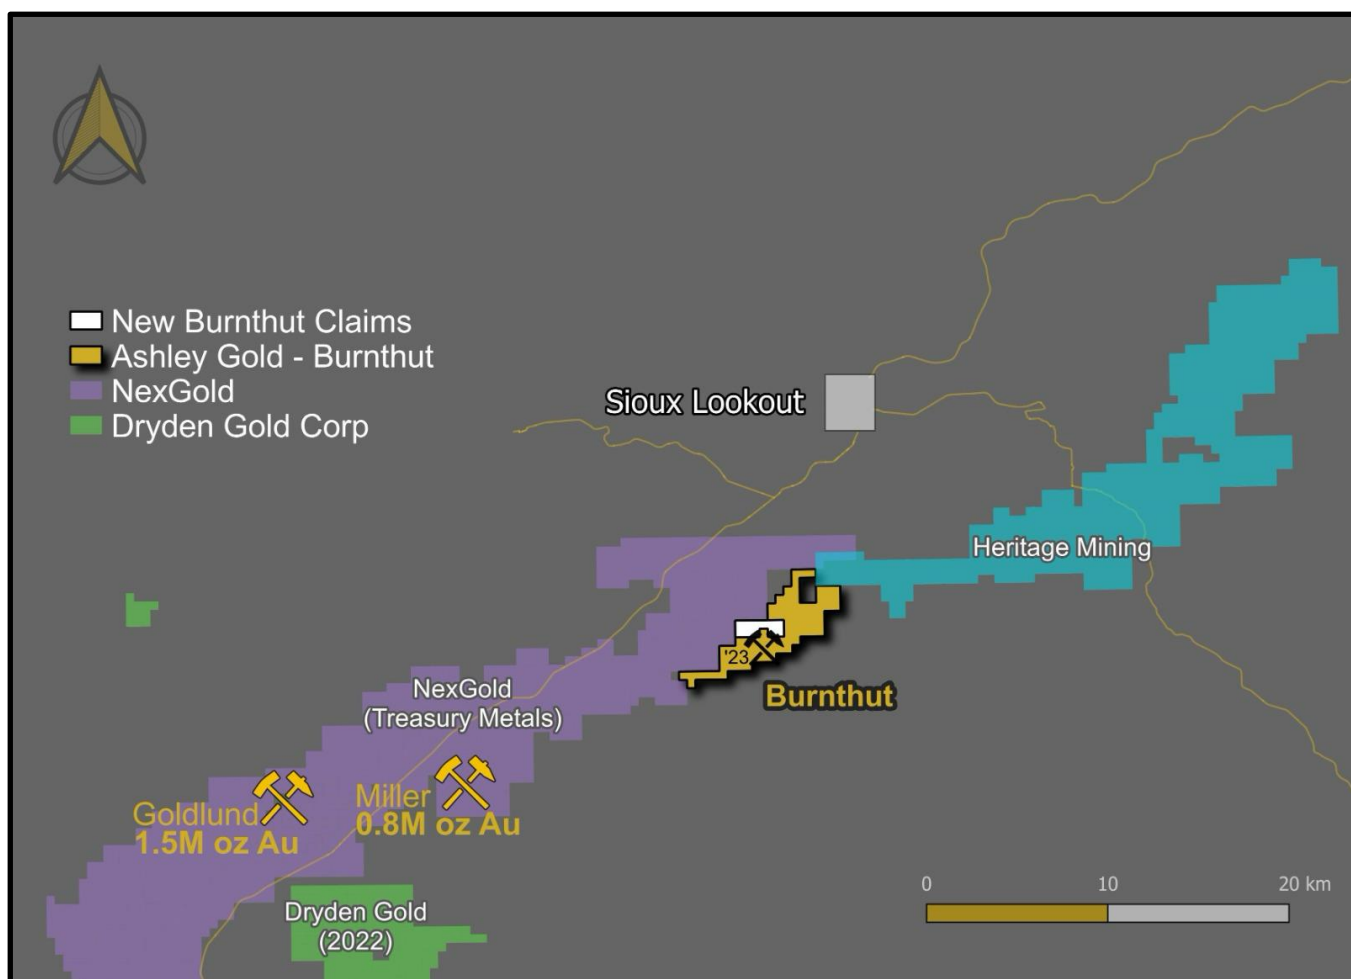 New Burnthut Claims
Ashley Gold - Burnthut
NexGold
Dryden Gold Corp
Sioux Lookout
Heritage Mining
'23
Burnthut
NexGold
(Treasury Metals)
Goldlund
1.5M oz Au
Miller
0.8M oz Au
Dryden Gold
(2022)
0 10 20 km